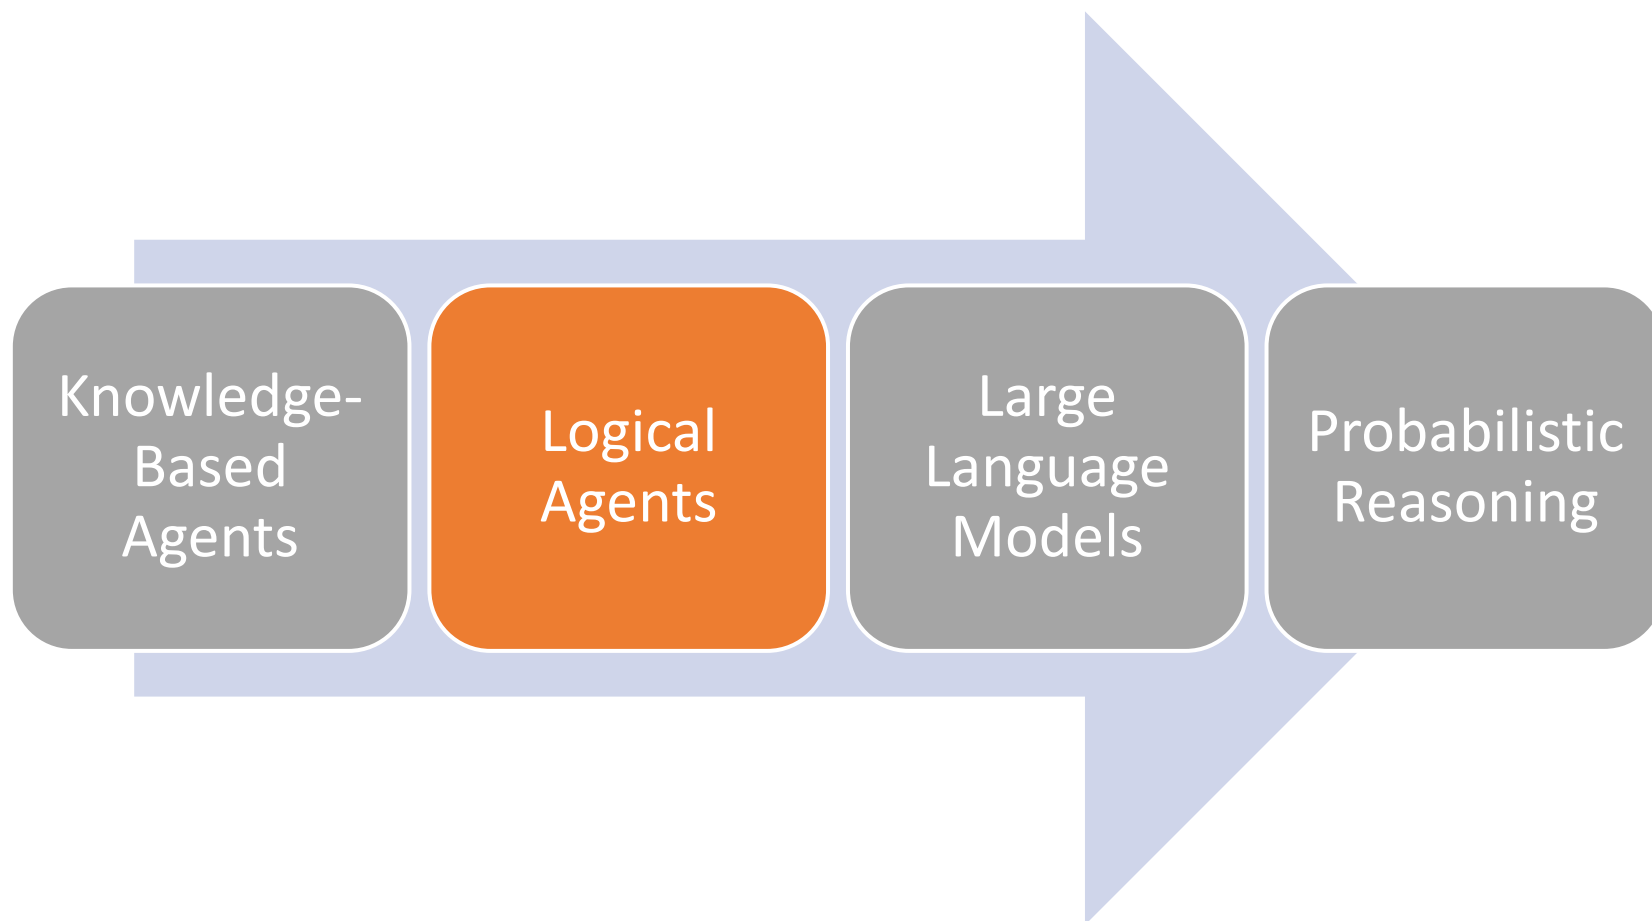 Knowledge-
Based
Agents
Logical
Agents
Large
Language
Models
Probabilistic
Reasoning